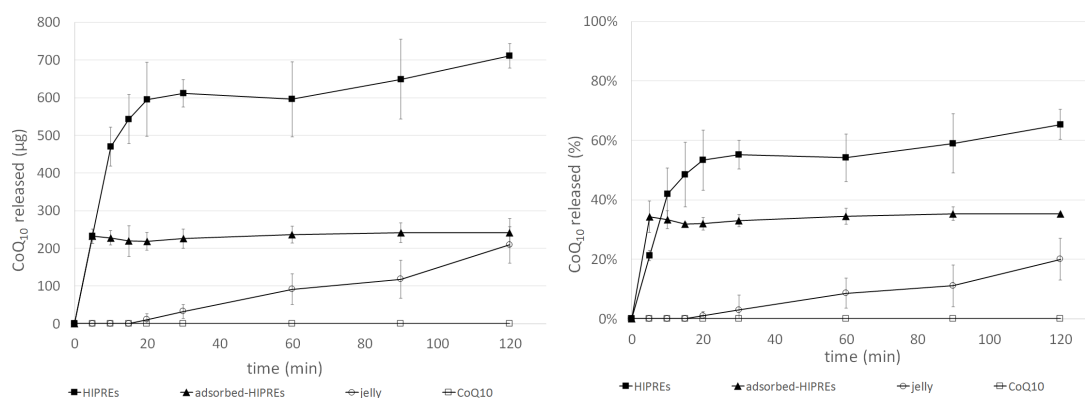 800
700
600
500
400
300
200
100
0
CoQ10 released (µg)
0 20 40 60 80 100 120
time (min)
HIPREs adsorbed-HIPREs jelly CoQ10
100%
80%
60%
40%
20%
0%
CoQ10 released (%)
0 20 40 60 80 100 120
time (min)
HIPREs adsorbed-HIPREs jelly CoQ10